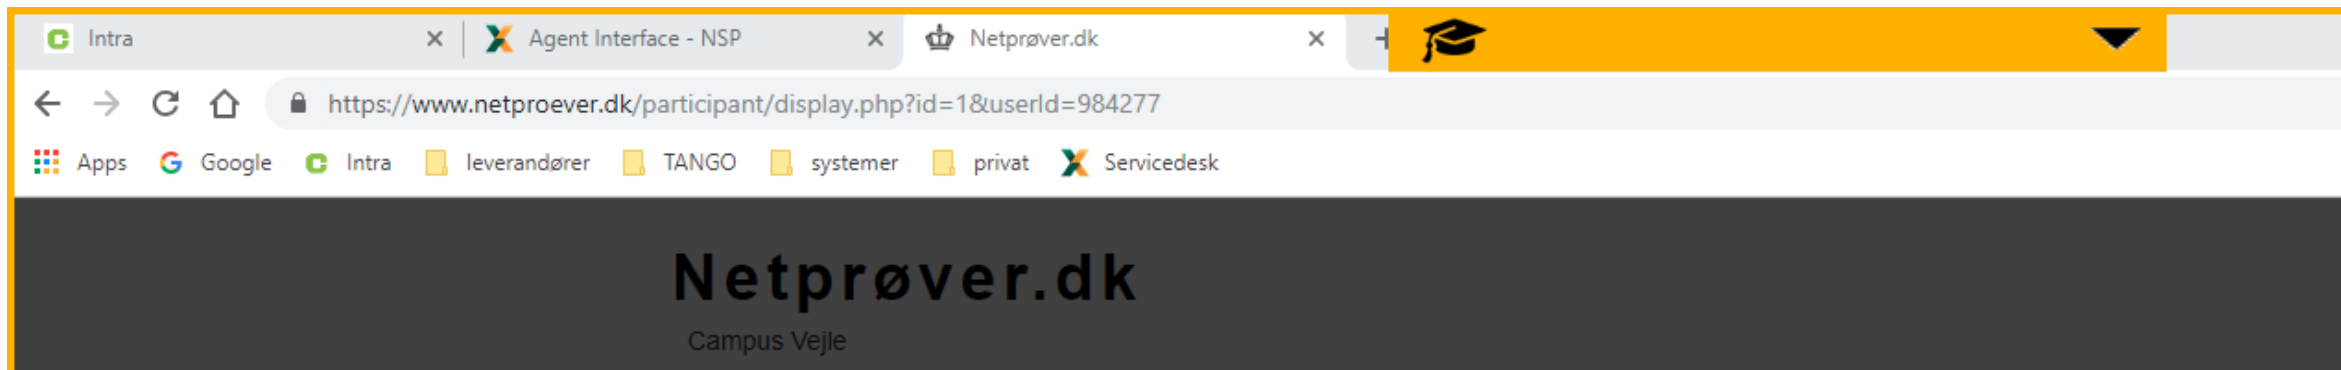 Intra Agent Interface - NSP Netprøver.dk
https://www.netproever.dk/participant/display.php?id=1&userId=984277
Apps Google Intra leverandører TANGO systemer privat Servicedesk
Netprøver.dk
Campus Vejle